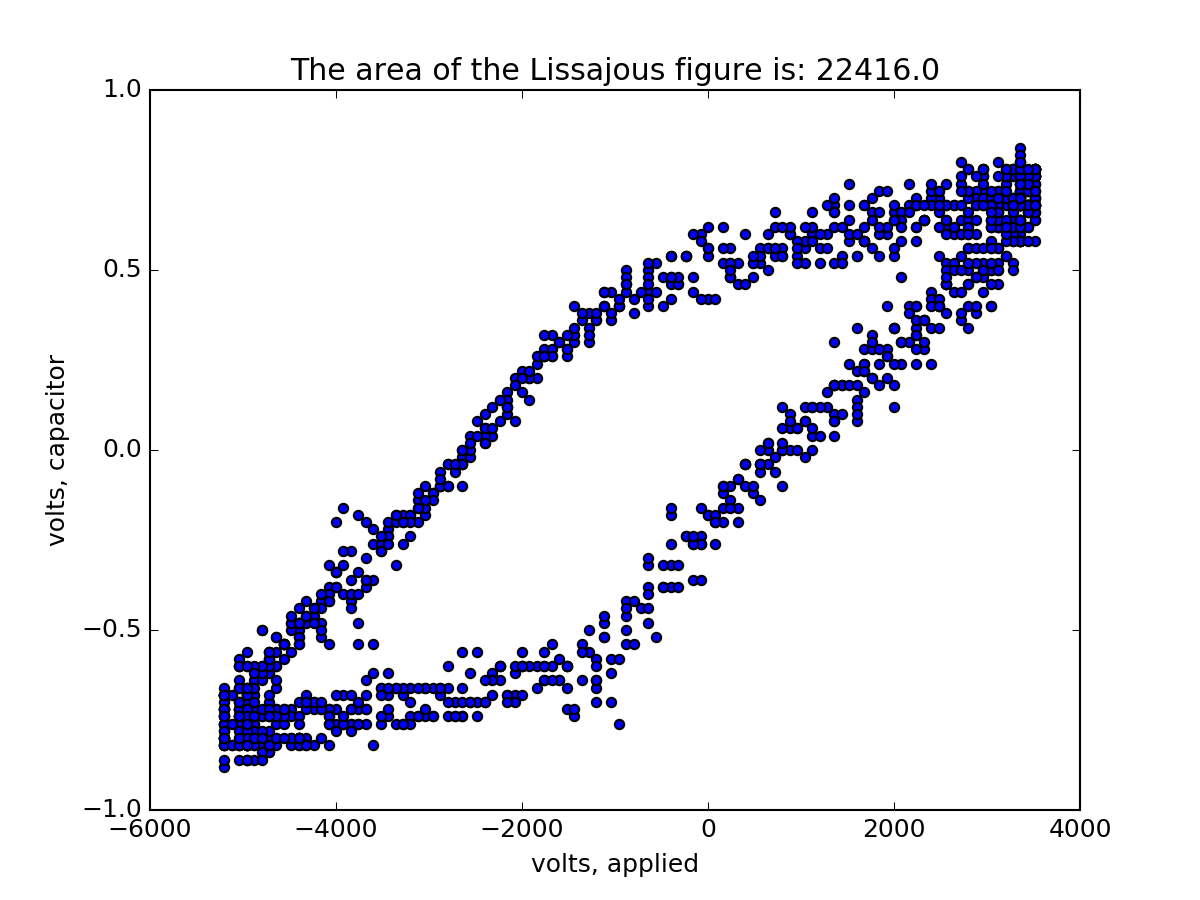 The area of the Lissajous figure is: 22416.0
1.0
0.5
0.0
−0.5
−1.0
volts, capacitor
−6000 −4000 −2000 0 2000 4000
volts, applied